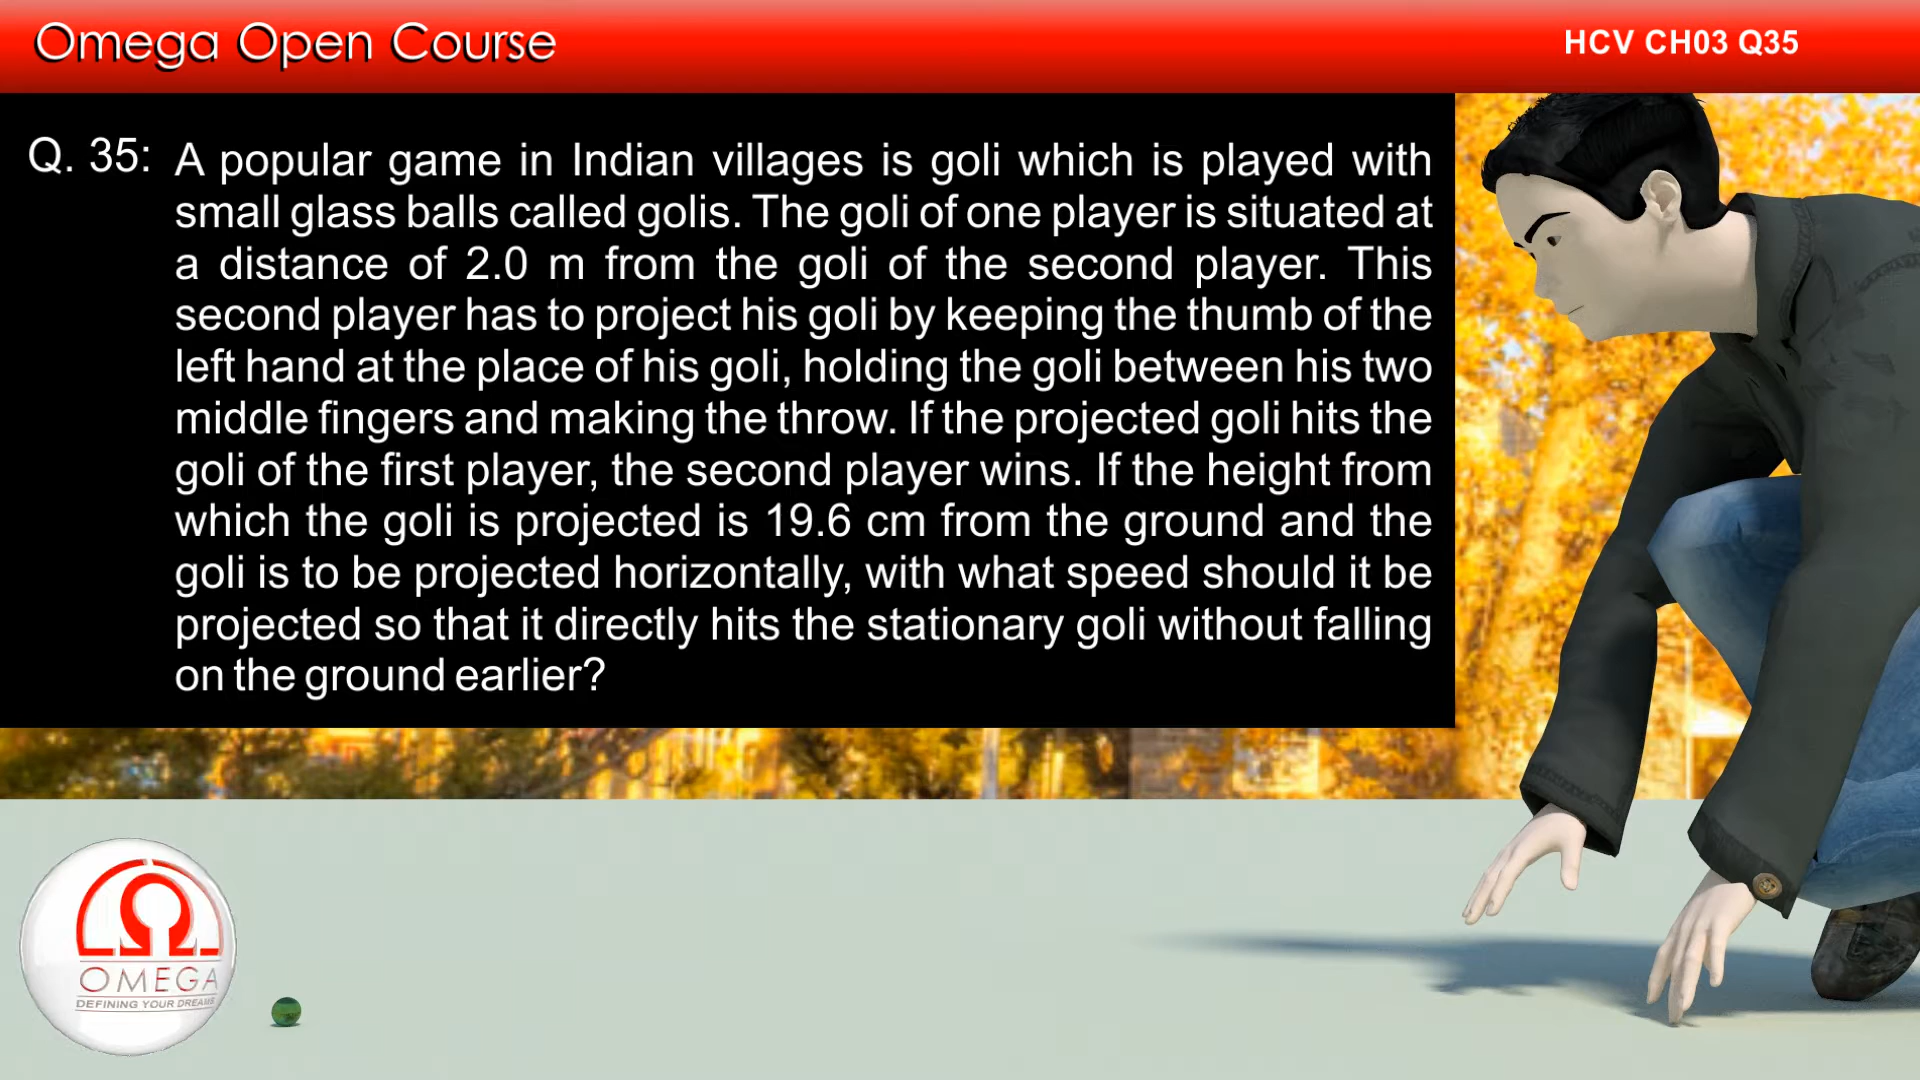 Omega Open Course
HCV CH03 Q35
Q. 35: A popular game in Indian villages is goli which is played with
small glass balls called golis. The goli of one player is situated at
a distance of 2.0 m from the goli of the second player. This
second player has to project his goli by keeping the thumb of the
left hand at the place of his goli, holding the goli between his two
middle fingers and making the throw. If the projected goli hits the
goli of the first player, the second player wins. If the height from
which the goli is projected is 19.6 cm from the ground and the
goli is to be projected horizontally, with what speed should it be
projected so that it directly hits the stationary goli without falling
on the ground earlier?
OMEGA
DEFINING YOUR DREAMS